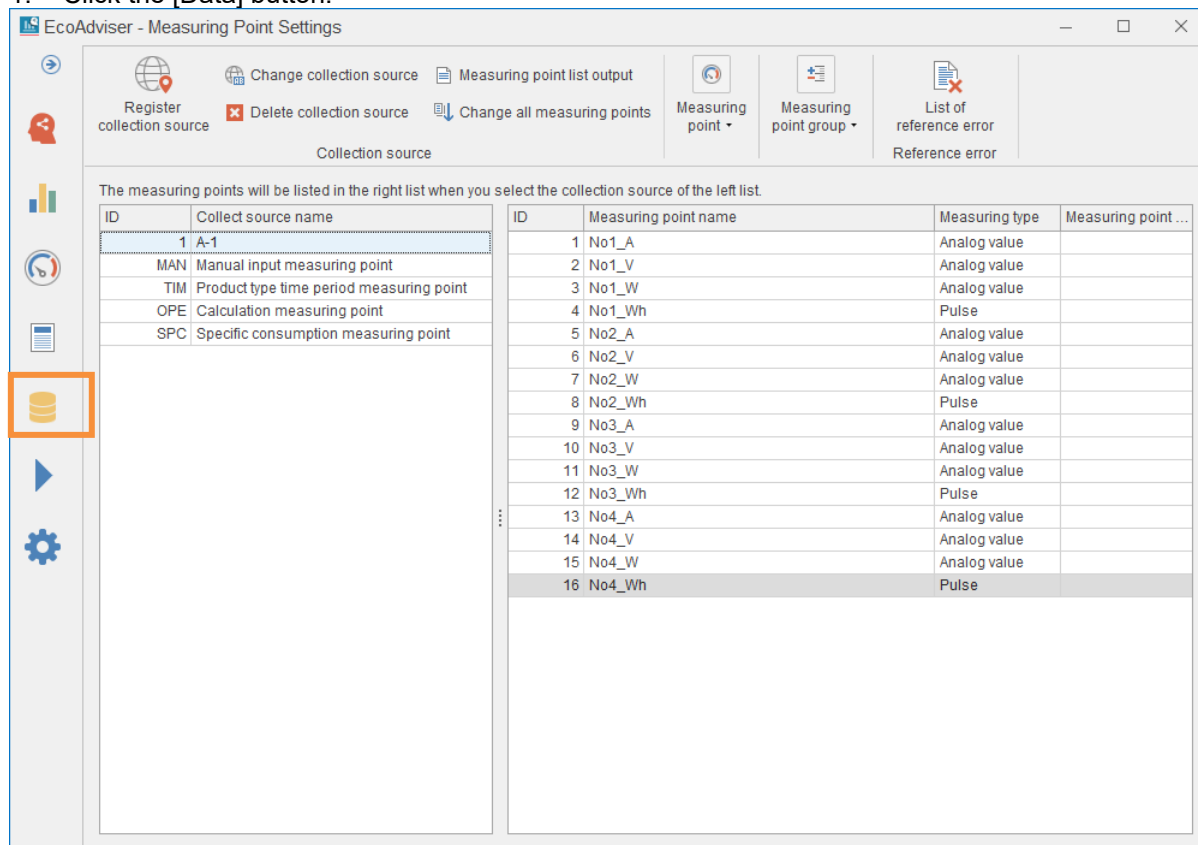 1. Click the [Data] button.
EcoAdviser - Measuring Point Settings
Register collection source
Change collection source
Delete collection source
Measuring point list output
Change all measuring points
Collection source
Measuring point
Measuring point group
List of reference error
Reference error
The measuring points will be listed in the right list when you select the collection source of the left list.
ID Collect source name
1 A-1
MAN Manual input measuring point
TIM Product type time period measuring point
OPE Calculation measuring point
SPC Specific consumption measuring point
ID Measuring point name Measuring type Measuring point ...
1 No1_A Analog value
2 No1_V Analog value
3 No1_W Analog value
4 No1_Wh Pulse
5 No2_A Analog value
6 No2_V Analog value
7 No2_W Analog value
8 No2_Wh Pulse
9 No3_A Analog value
10 No3_V Analog value
11 No3_W Analog value
12 No3_Wh Pulse
13 No4_A Analog value
14 No4_V Analog value
15 No4_W Analog value
16 No4_Wh Pulse